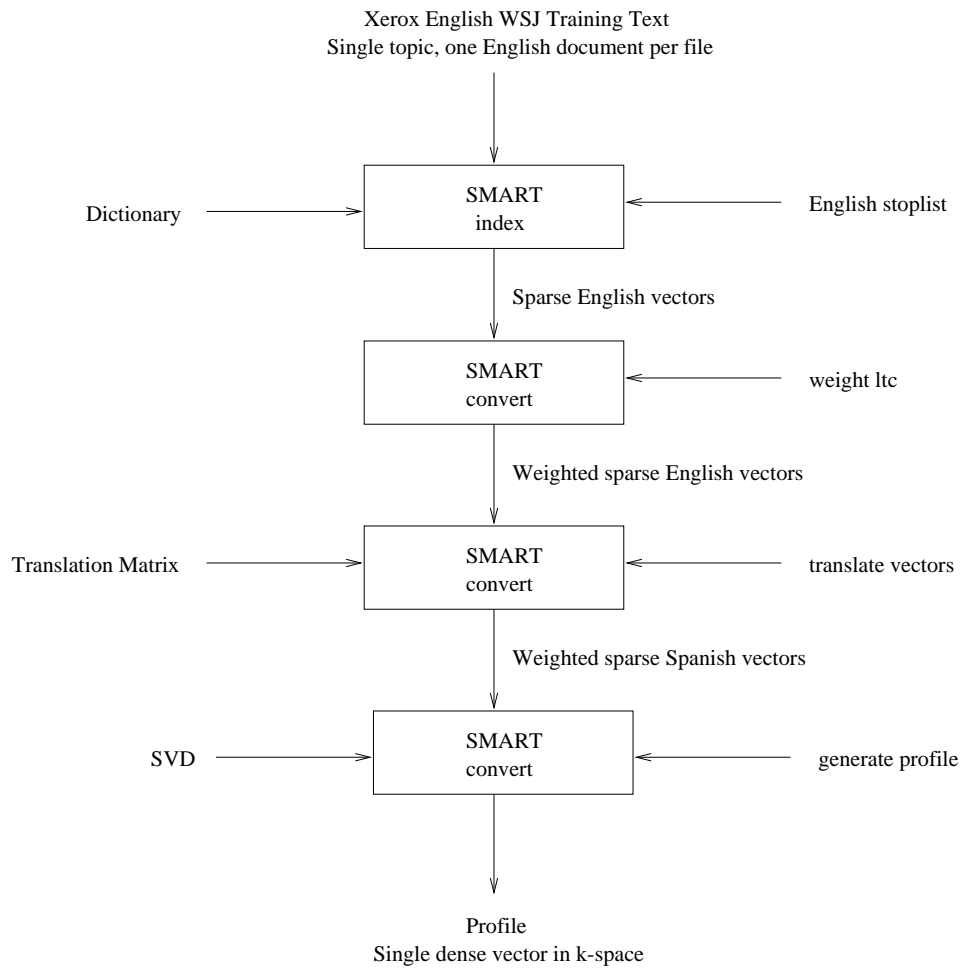 Xerox English WSJ Training Text
Single topic, one English document per file
SMART
index
Dictionary
English stoplist
Sparse English vectors
SMART
convert
weight ltc
Weighted sparse English vectors
SMART
convert
Translation Matrix
translate vectors
Weighted sparse Spanish vectors
SMART
convert
SVD
generate profile
Profile
Single dense vector in k-space